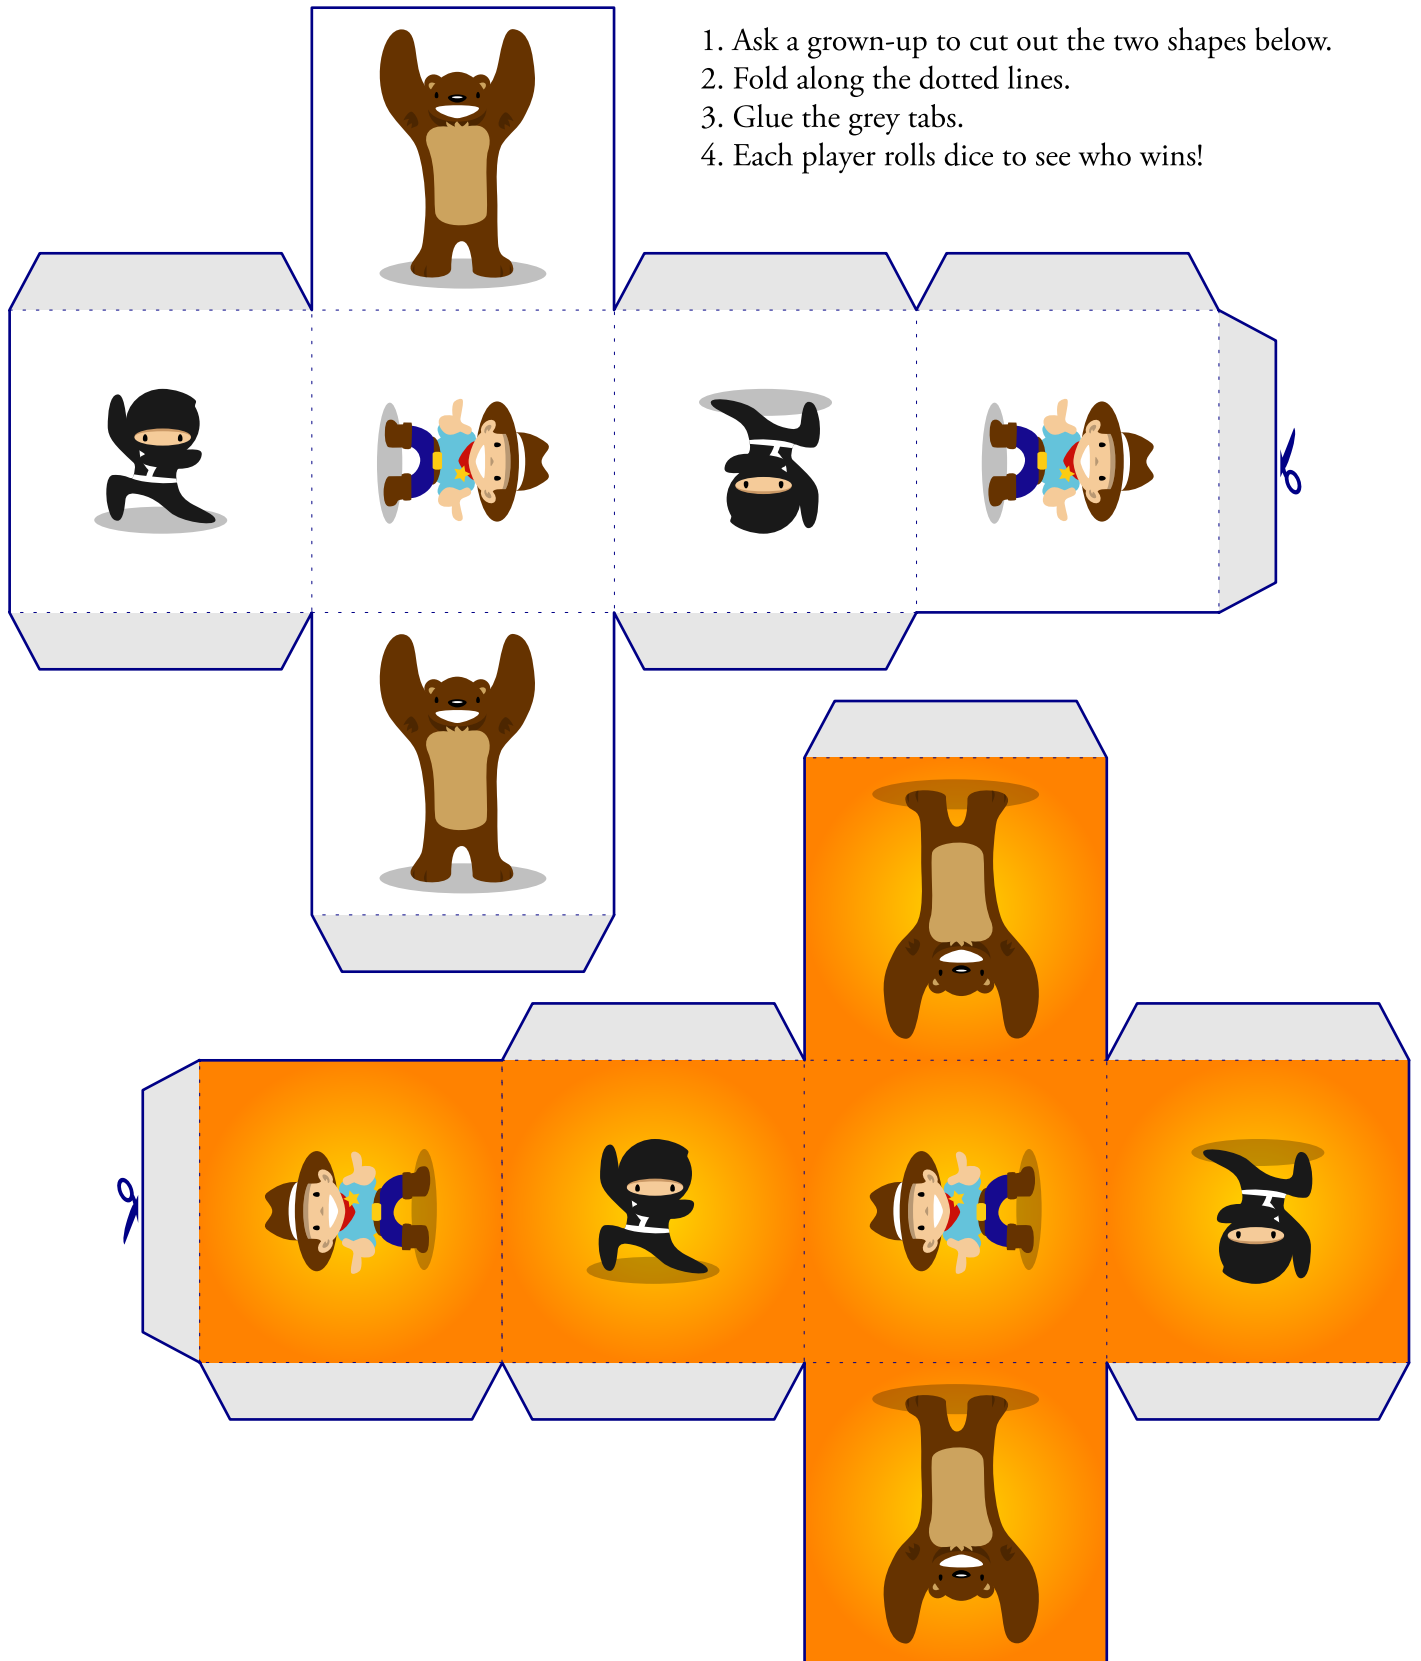 1. Ask a grown-up to cut out the two shapes below.
2. Fold along the dotted lines.
3. Glue the grey tabs.
4. Each player rolls dice to see who wins!